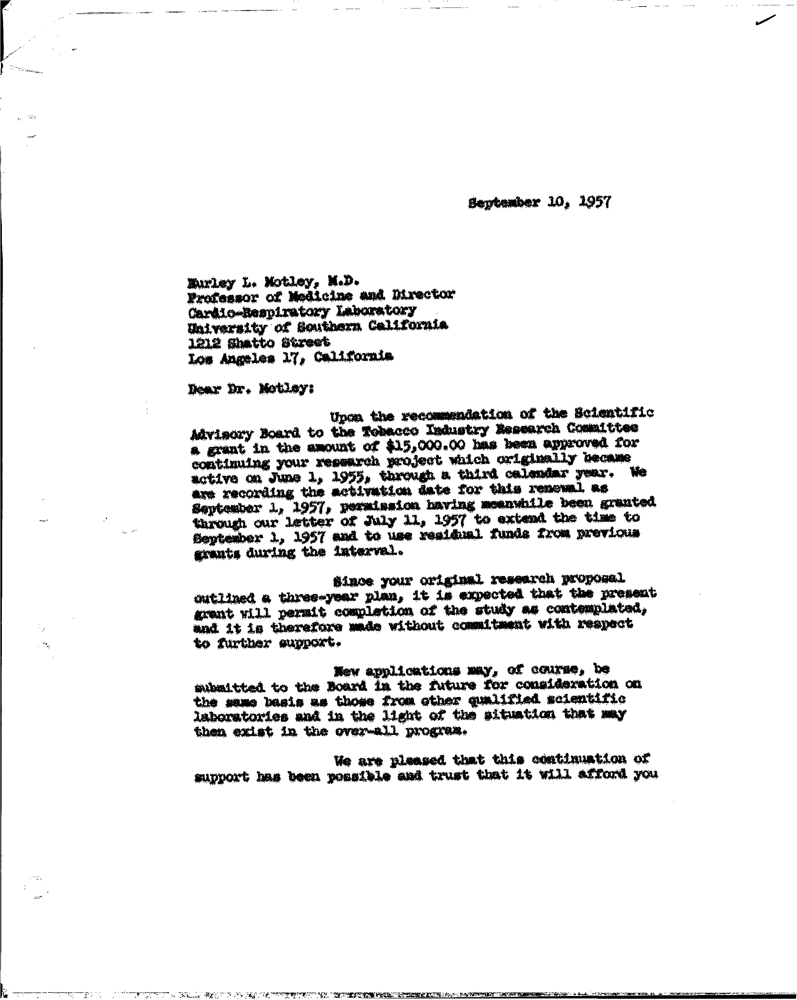 September 10, 1957
Hurley L. Motley, M.D.
Professor of Medicine and Director
Cardio-Respiratory Laboratory
University of Southern California
1212 Shatto Street
Los Angeles 17, California
Dear Dr. Motley:
Upon the recommendation of the Scientific
Advisory Board to the Tobacco Industry Research Committee
a grant in the amount of $15,000.00 has been approved for
continuing your research project which originally became
active on June 1, 1955, through a third calendar year. We
are recording the activation date for this renewal as
September 1, 1957, permission having meanwhile been granted
through our letter of July 11, 1957 to extend the time to
September 1, 1957 and to use residual funds from previous
grants during the interval.
Since your original research proposal
outlined a three-year plan, it is expected that the present
grant will permit completion of the study as contemplated,
and it is therefore made without commitment with respect
to further support.
New applications may, of course, be
submitted to the Board in the future for consideration on
the same basis as those from other qualified scientific
laboratories and in the light of the situation that may
then exist in the over-all program.
We are pleased that this continuation of
support has been possible and trust that it will afford you